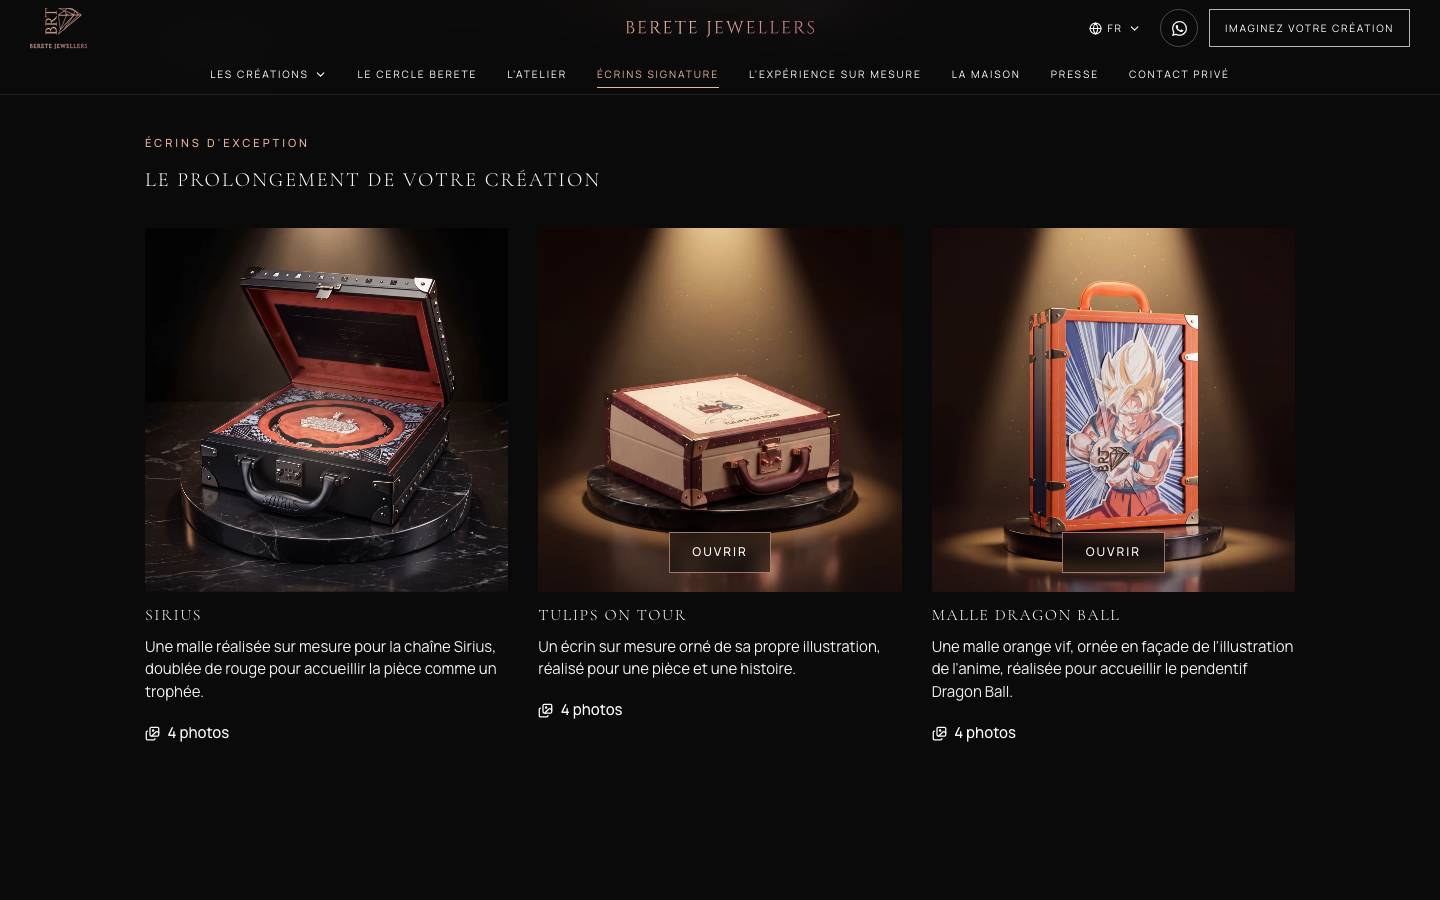 BRT
BERETE JEWELLERS
BERETE JEWELLERS
FR
IMAGINEZ VOTRE CRÉATION
LES CRÉATIONS
LE CERCLE BERETE
L'ATELIER
ÉCRINS SIGNATURE
L'EXPÉRIENCE SUR MESURE
LA MAISON
PRESSE
CONTACT PRIVÉ
ÉCRINS D'EXCEPTION
LE PROLONGEMENT DE VOTRE CRÉATION
TULIPS ON TOUR
BRT
OUVRIR
OUVRIR
SIRIUS
Une malle réalisée sur mesure pour la chaîne Sirius,
doublée de rouge pour accueillir la pièce comme un
trophée.
4 photos
TULIPS ON TOUR
Un écrin sur mesure orné de sa propre illustration,
réalisé pour une pièce et une histoire.
4 photos
MALLE DRAGON BALL
Une malle orange vif, ornée en façade de l'illustration
de l'anime, réalisée pour accueillir le pendentif
Dragon Ball.
4 photos